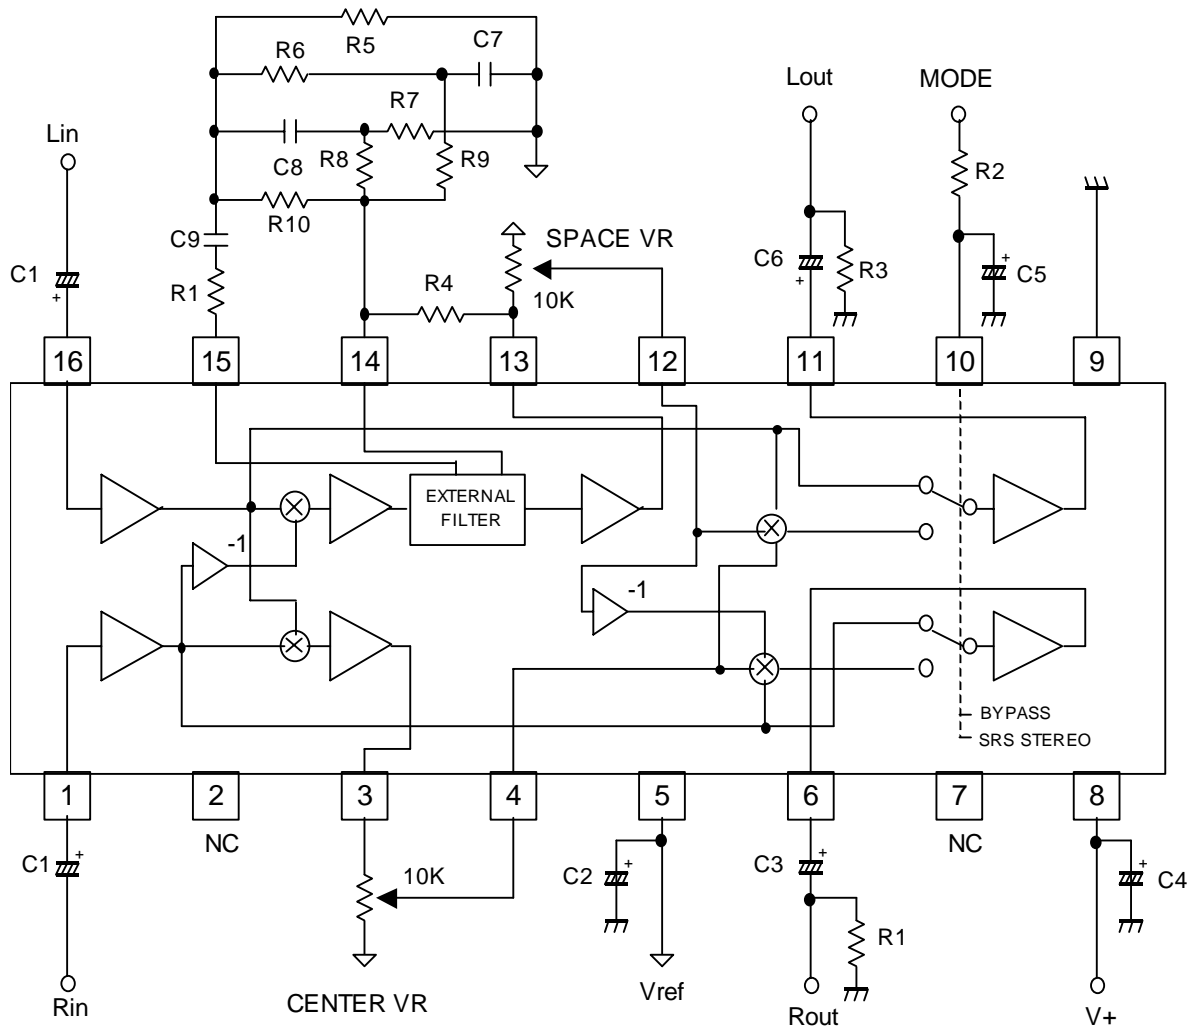 R5
R6
C7
R7
Lout
MODE
Lin
C8
R8
R9
R2
R10
C9
SPACE VR
C1
+
R1
R4
10K
C6
+
R3
+
C5
16
15
14
13
12
11
10
9
EXTERNAL
FILTER
-1
-1
BYPASS
SRS STEREO
1
2
3
4
5
6
7
8
NC
NC
C1
+
10K
C2
+
C3
+
+
C4
R1
Rin
CENTER VR
Vref
Rout
V+